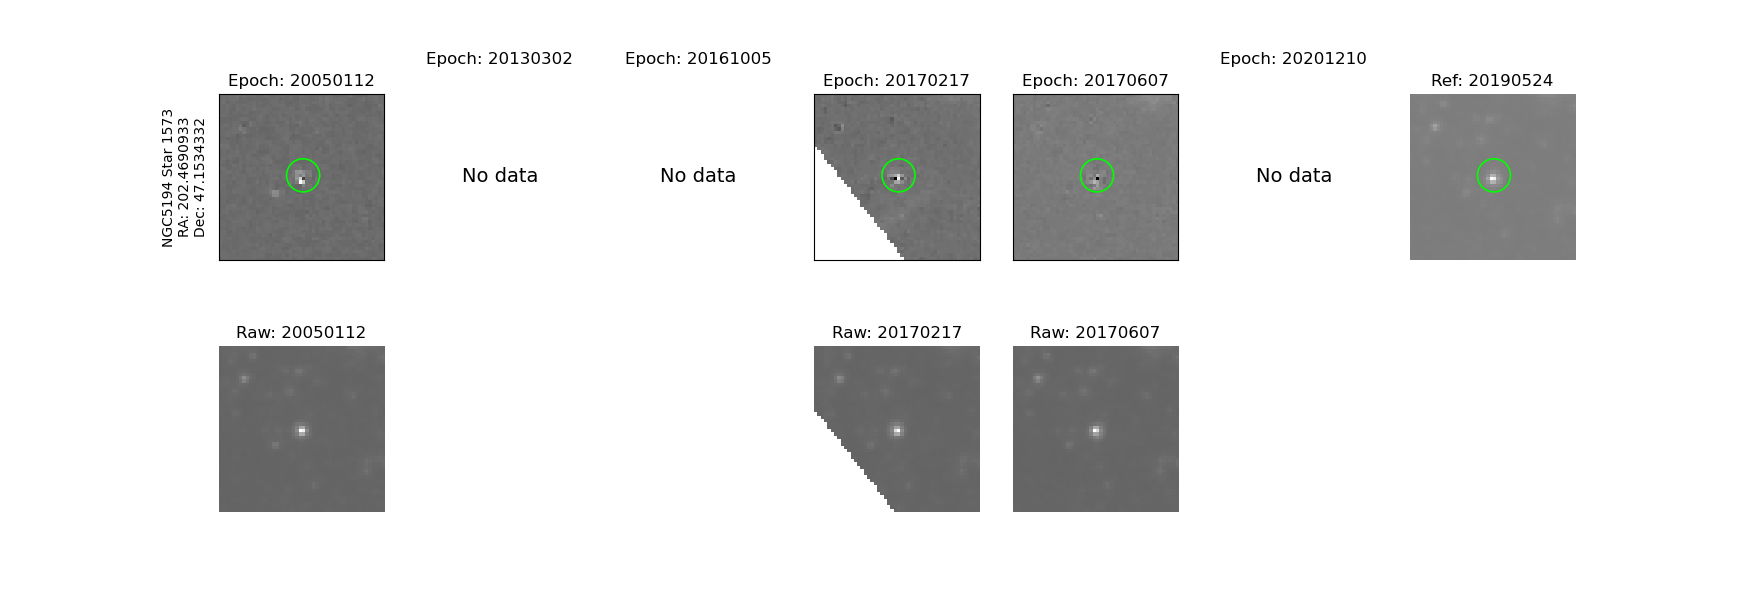 Epoch: 20130302
Epoch: 20161005
Epoch: 20201210
Epoch: 20050112
Epoch: 20170217
Epoch: 20170607
Ref: 20190524
NGC5194 Star 1573
RA: 202.4690933
Dec: 47.1534332
No data
No data
No data
Raw: 20050112
Raw: 20170217
Raw: 20170607